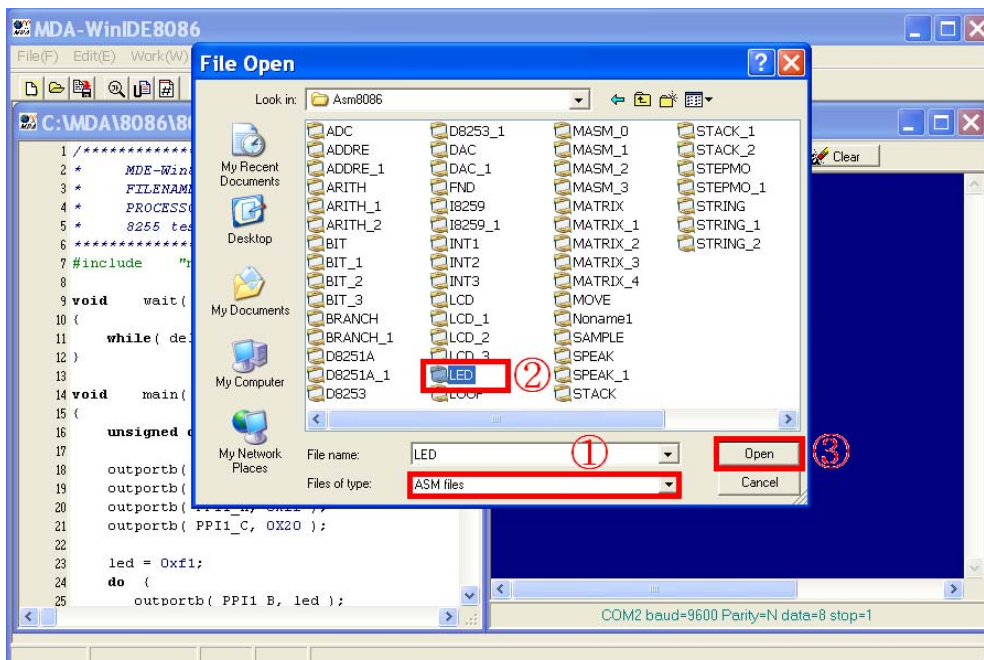 MDA-WinIDE8086
File(F) Edit(E) Work(W)
C:\MDA\8086\80
1 /*************
2 * MDE-Win
3 * FILENAM
4 * PROCESSO
5 * 8255 tes
6 *************
7 #include
8
9 void wait(
10 {
11 while( del
12 }
13
14 void main(
15 {
16 unsigned
17
18 outportb(
19 outportb(
20 outportb(
21 outportb( PPI1_C, 0X20 );
22
23 led = 0xf1;
24 do {
25 outportb( PPI1_B, led );
File Open
Look in: Asm8086
My Recent Documents
Desktop
My Documents
My Computer
My Network Places
ADC
ADDRE
ADDRE_1
ARITH
ARITH_1
ARITH_2
BIT
BIT_1
BIT_2
BIT_3
BRANCH
BRANCH_1
D8251A
D8251A_1
D8253
D8253_1
DAC
DAC_1
FND
I8259
I8259_1
INT1
INT2
INT3
LCD
LCD_1
LCD_2
LCD_3
LED
LOOP
MASM_0
MASM_1
MASM_2
MASM_3
MATRIX
MATRIX_1
MATRIX_2
MATRIX_3
MATRIX_4
MOVE
Noname1
SAMPLE
SPEAK
SPEAK_1
STACK
STACK_1
STACK_2
STEPMO
STEPMO_1
STRING
STRING_1
STRING_2
②
File name: LED
①
Open
③
Files of type: ASM files
Cancel
Clear
COM2 baud=9600 Parity=N data=8 stop=1